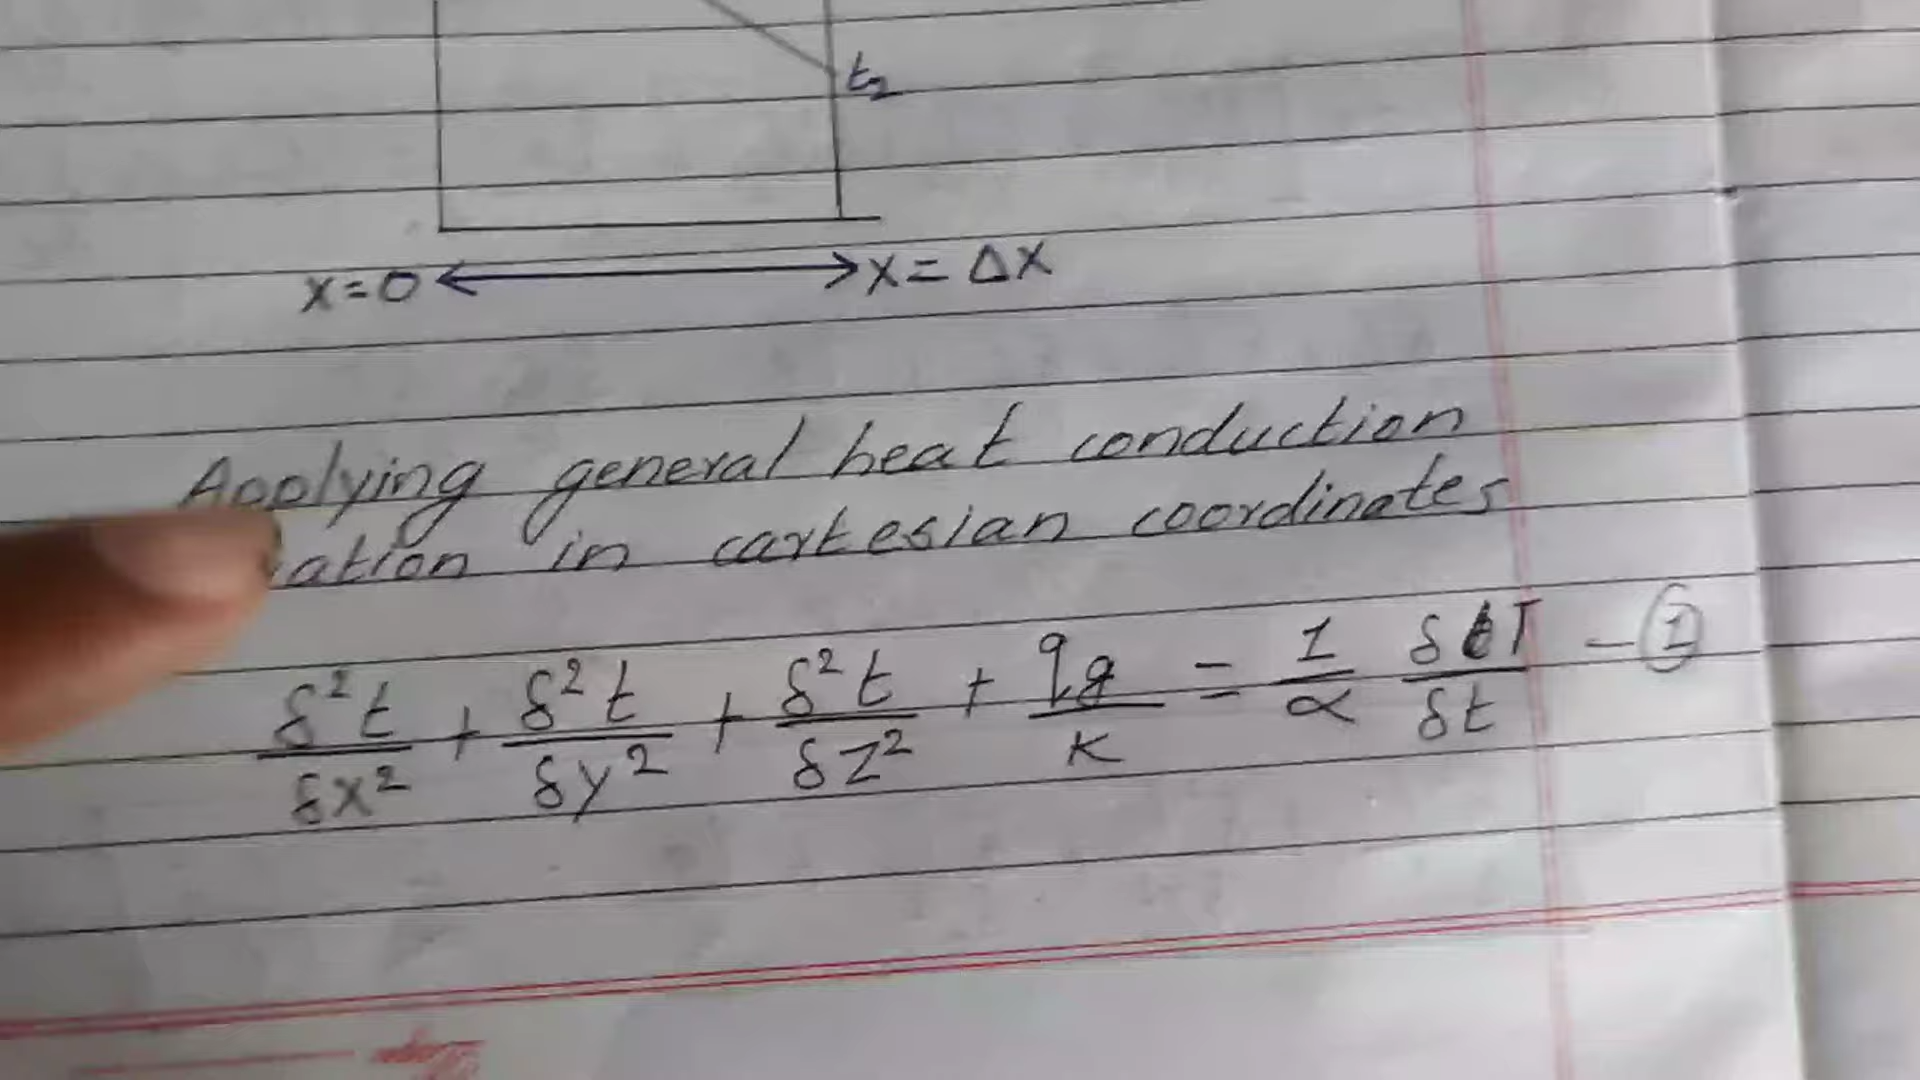 t₂
x=0 ⟷ x= Δx
Applying general heat conduction
ation in cartesian coordinates
δ²t/δx² + δ²t/δy² + δ²t/δz² + qg/k = 1/α δT/δt - ①